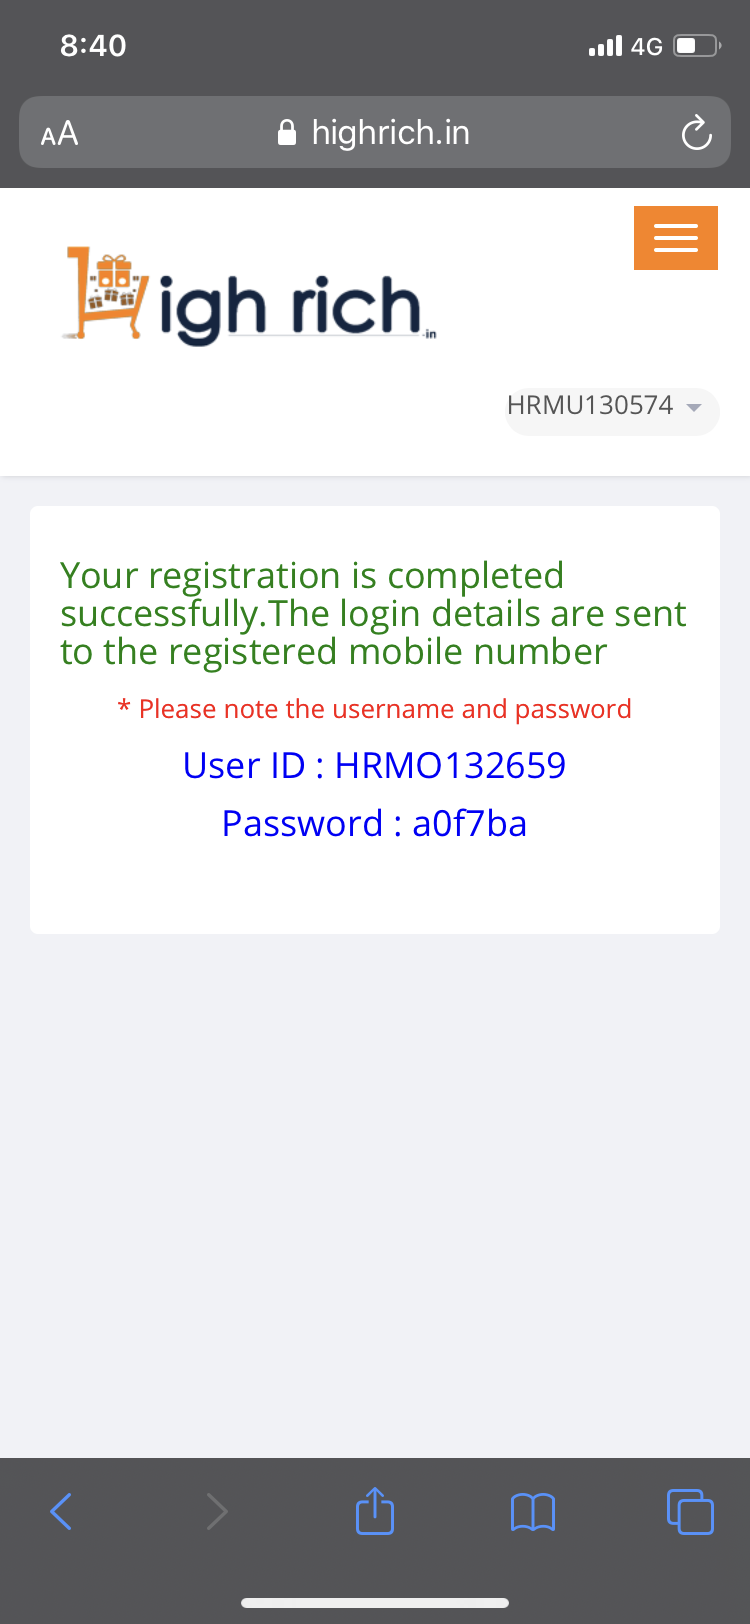 8:40
4G
AA
highrich.in
High rich.in
HRMU130574
Your registration is completed
successfully.The login details are sent
to the registered mobile number
* Please note the username and password
User ID : HRMO132659
Password : a0f7ba